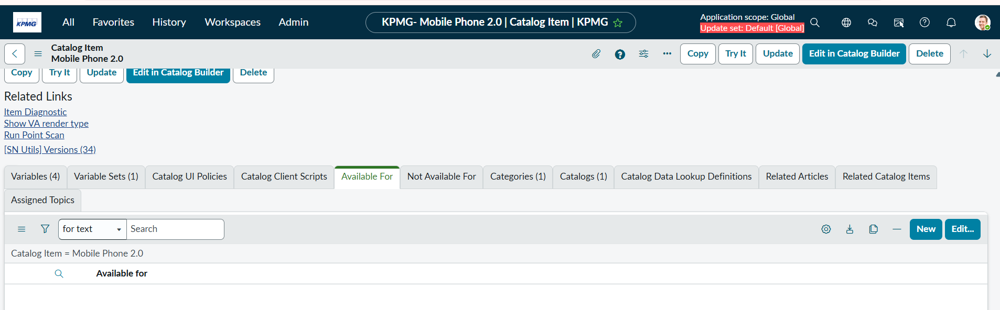 KPMG
All
Favorites
History
Workspaces
Admin
KPMG- Mobile Phone 2.0 | Catalog Item | KPMG
Application scope: Global
Update set: Default [Global]
Catalog Item
Mobile Phone 2.0
Copy
Try It
Update
Edit in Catalog Builder
Delete
Copy
Try It
Update
Edit in Catalog Builder
Delete
Related Links
Item Diagnostic
Show VA render type
Run Point Scan
[SN Utils] Versions (34)
Variables (4)
Variable Sets (1)
Catalog UI Policies
Catalog Client Scripts
Available For
Not Available For
Categories (1)
Catalogs (1)
Catalog Data Lookup Definitions
Related Articles
Related Catalog Items
Assigned Topics
for text
Search
New
Edit...
Catalog Item = Mobile Phone 2.0
Available for